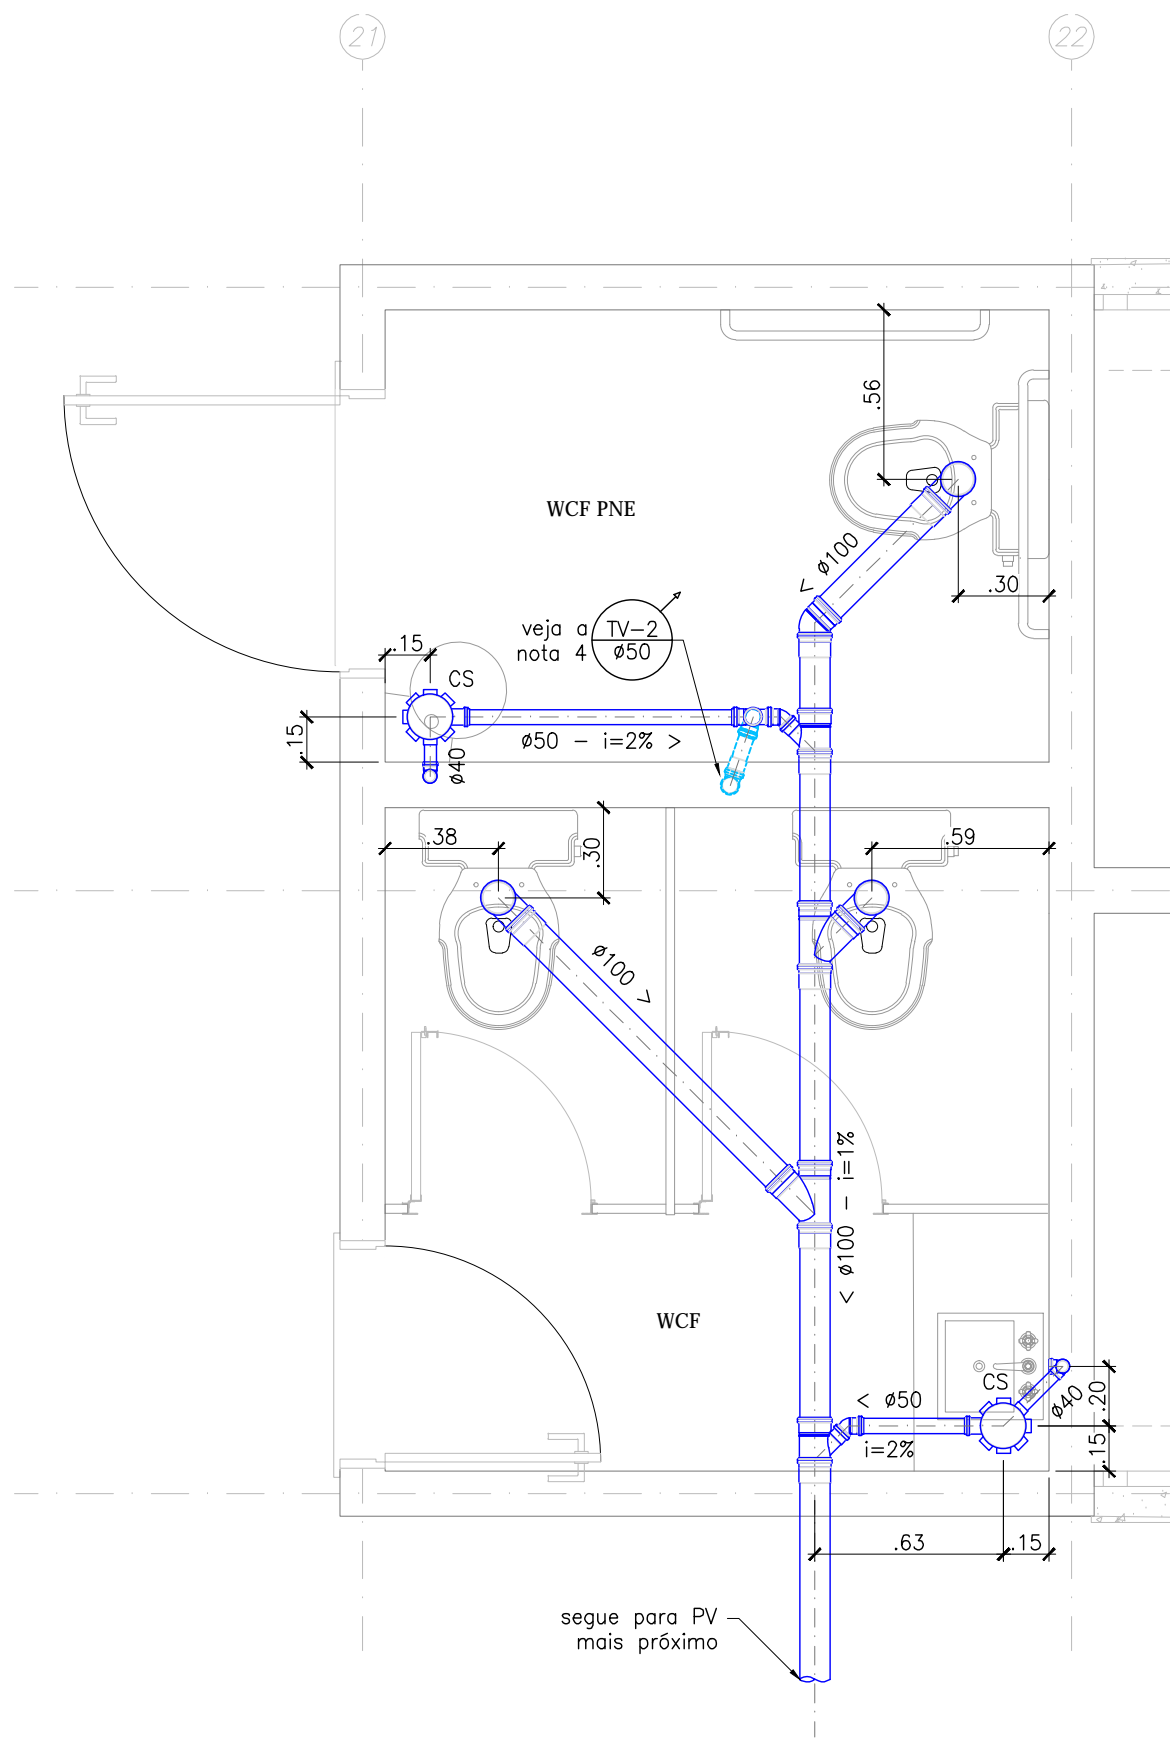 21
22
.56
WCF PNE
< ø100
.30
veja a
nota 4
TV-2
ø50
.15
CS
.15
ø50 - i=2% >
ø40
.38
.30
.59
ø100 >
< ø100 - i=1%
WCF
CS
< ø50
i=2%
ø40
.20
.15
.63
.15
segue para PV
mais próximo